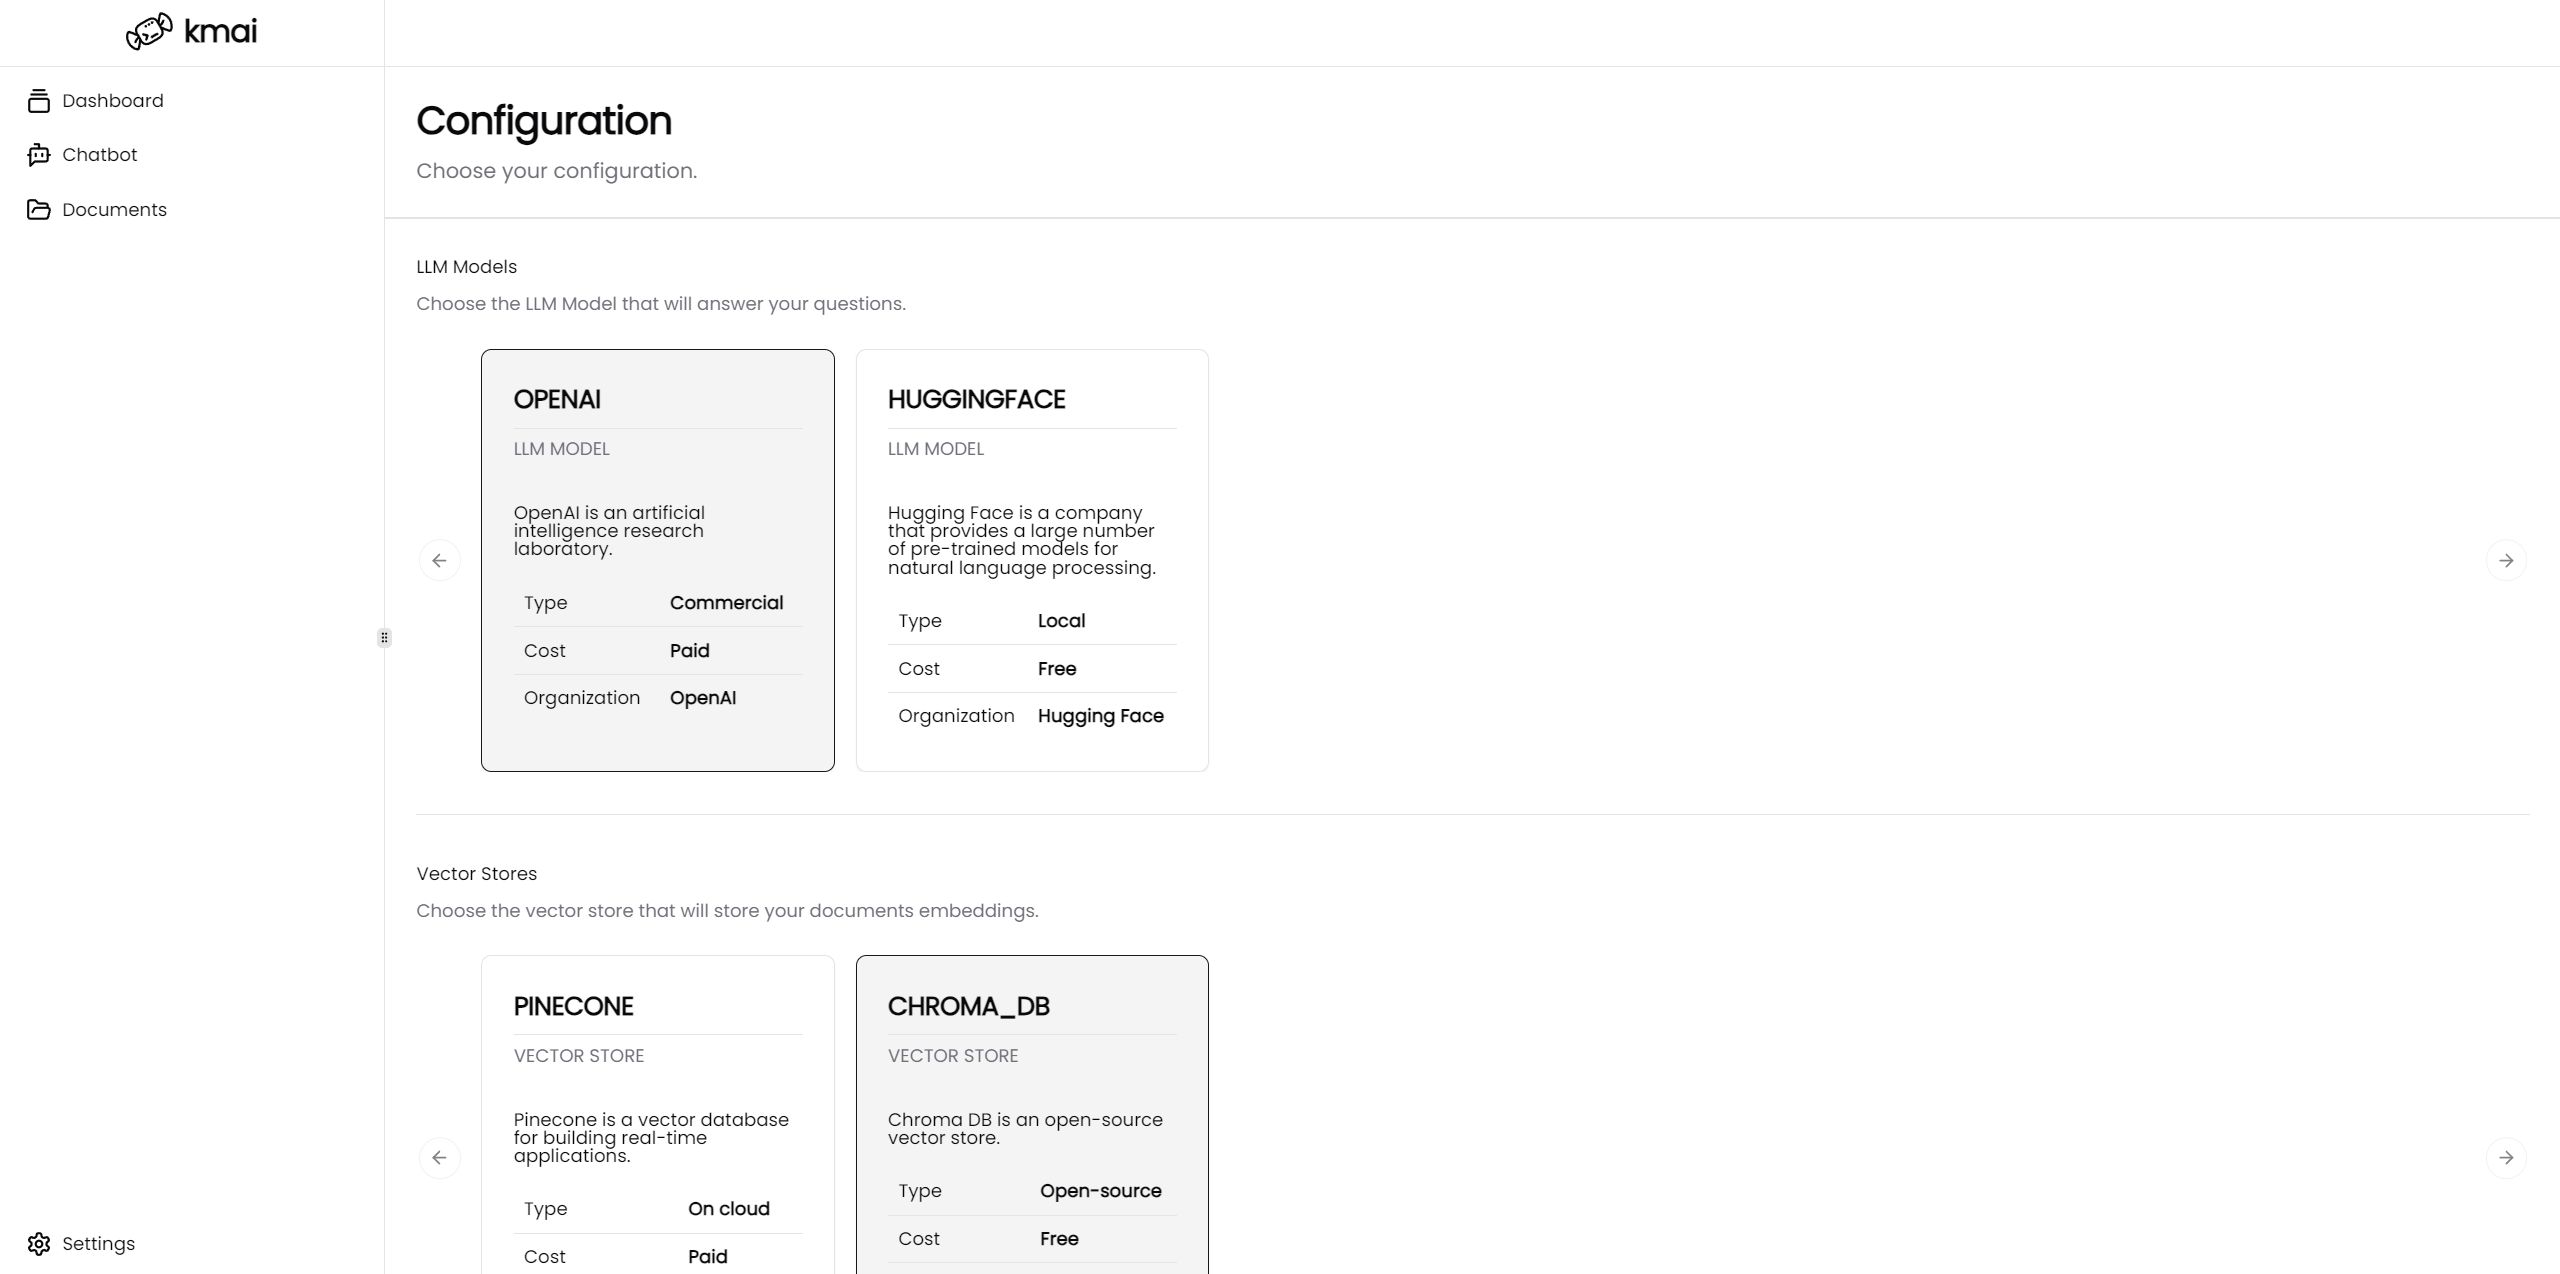 kmai
Dashboard
Chatbot
Documents
Settings
Configuration
Choose your configuration.
LLM Models
Choose the LLM Model that will answer your questions.
OPENAI
LLM MODEL
OpenAI is an artificial
intelligence research
laboratory.
Type Commercial
Cost Paid
Organization OpenAI
HUGGINGFACE
LLM MODEL
Hugging Face is a company
that provides a large number
of pre-trained models for
natural language processing.
Type Local
Cost Free
Organization Hugging Face
Vector Stores
Choose the vector store that will store your documents embeddings.
PINECONE
VECTOR STORE
Pinecone is a vector database
for building real-time
applications.
Type On cloud
Cost Paid
CHROMA_DB
VECTOR STORE
Chroma DB is an open-source
vector store.
Type Open-source
Cost Free